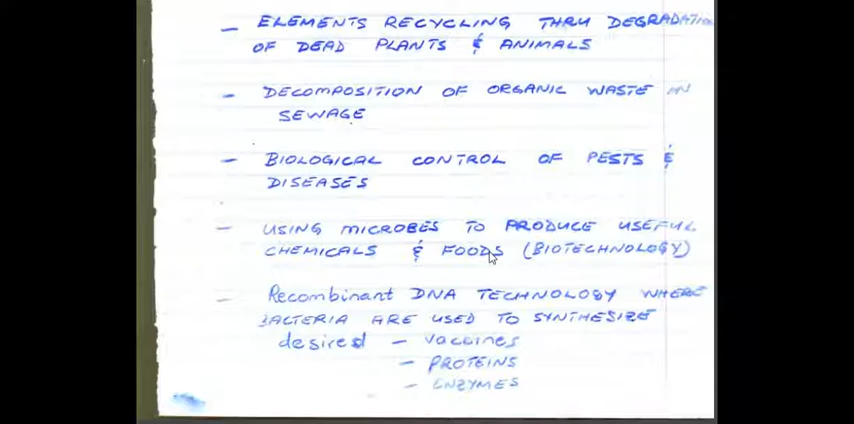 - ELEMENTS RECYCLING THRU DEGRADATION
OF DEAD PLANTS & ANIMALS
- DECOMPOSITION OF ORGANIC WASTE IN
SEWAGE
- BIOLOGICAL CONTROL OF PESTS &
DISEASES
- USING MICROBES TO PRODUCE USEFUL
CHEMICALS & FOODS (BIOTECHNOLOGY)
- Recombinant DNA TECHNOLOGY WHERE
BACTERIA ARE USED TO SYNTHESIZE
desired - vaccines
- PROTEINS
- ENZYMES